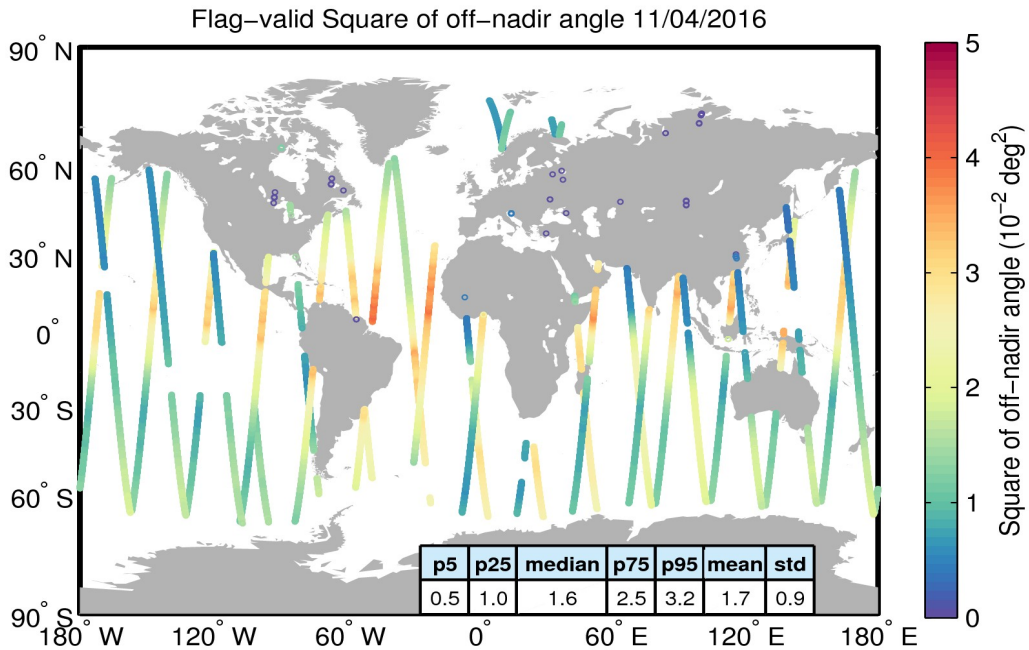 Flag−valid Square of off−nadir angle 11/04/2016
90° N
60° N
30° N
0°
30° S
60° S
90° S
180° W
120° W
60° W
0°
60° E
120° E
180° E
p5 p25 median p75 p95 mean std
0.5 1.0 1.6 2.5 3.2 1.7 0.9
5
4
3
2
1
0
Square of off−nadir angle (10⁻² deg²)